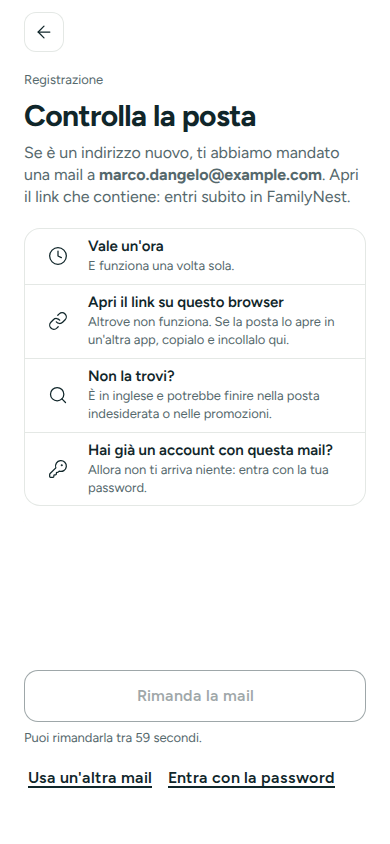 Registrazione
Controlla la posta
Se è un indirizzo nuovo, ti abbiamo mandato
una mail a marco.dangelo@example.com. Apri
il link che contiene: entri subito in FamilyNest.
Vale un'ora
E funziona una volta sola.
Apri il link su questo browser
Altrove non funziona. Se la posta lo apre in
un'altra app, copialo e incollalo qui.
Non la trovi?
È in inglese e potrebbe finire nella posta
indesiderata o nelle promozioni.
Hai già un account con questa mail?
Allora non ti arriva niente: entra con la tua
password.
Rimanda la mail
Puoi rimandarla tra 59 secondi.
Usa un'altra mail Entra con la password